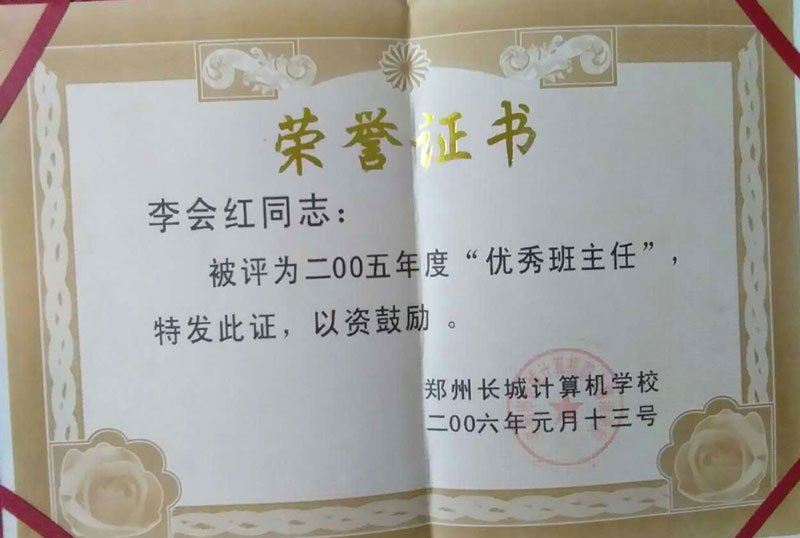 荣誉证书
李会红同志：
被评为二00五年度“优秀班主任”，
特发此证，以资鼓励。
郑州长城计算机学校
二00六年元月十三号